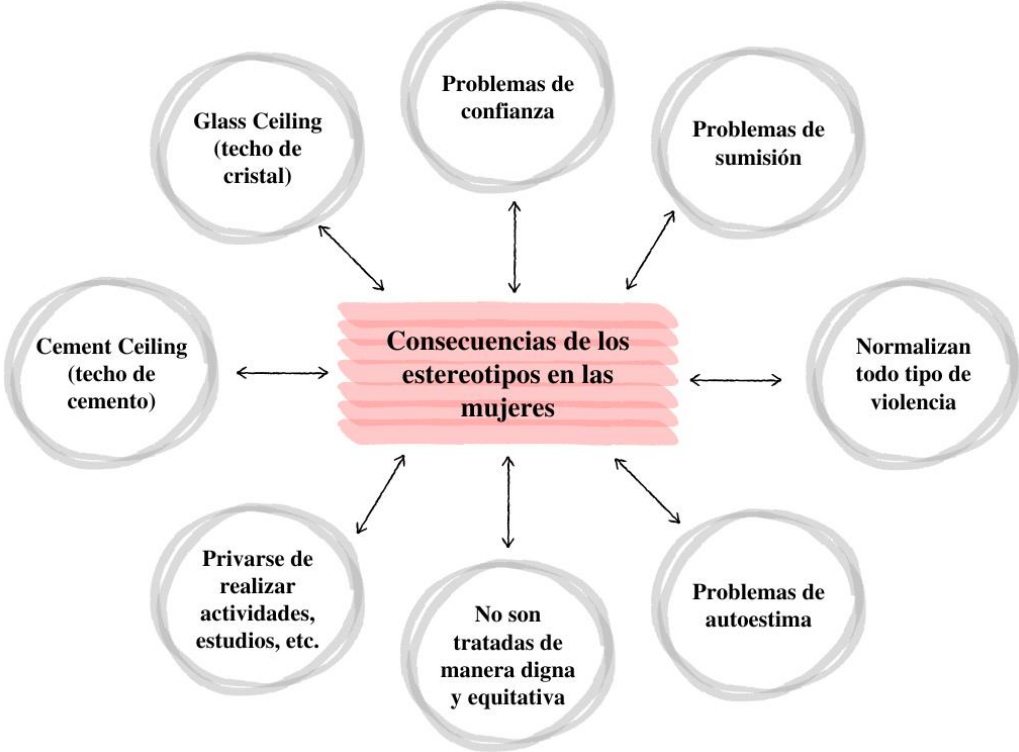 Problemas de
confianza
Glass Ceiling
(techo de
cristal)
Problemas de
sumisión
Cement Ceiling
(techo de
cemento)
Consecuencias de los
estereotipos en las
mujeres
Normalizan
todo tipo de
violencia
Privarse de
realizar
actividades,
estudios, etc.
No son
tratadas de
manera digna
y equitativa
Problemas de
autoestima